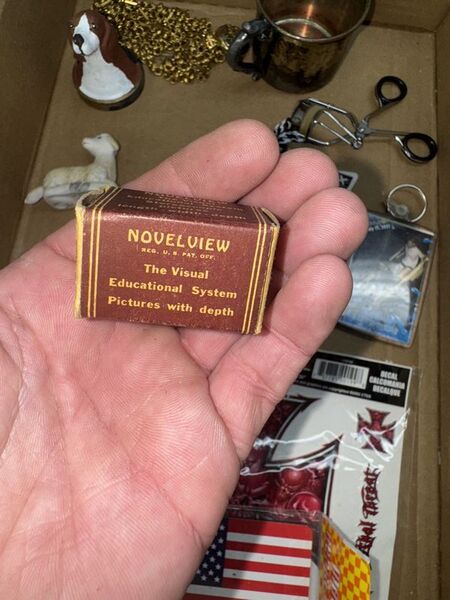 NOVELVIEW
REG. U. S. PAT. OFF.
The Visual
Educational System
Pictures with depth
DECAL
CALCOMANIA
DECALQUE